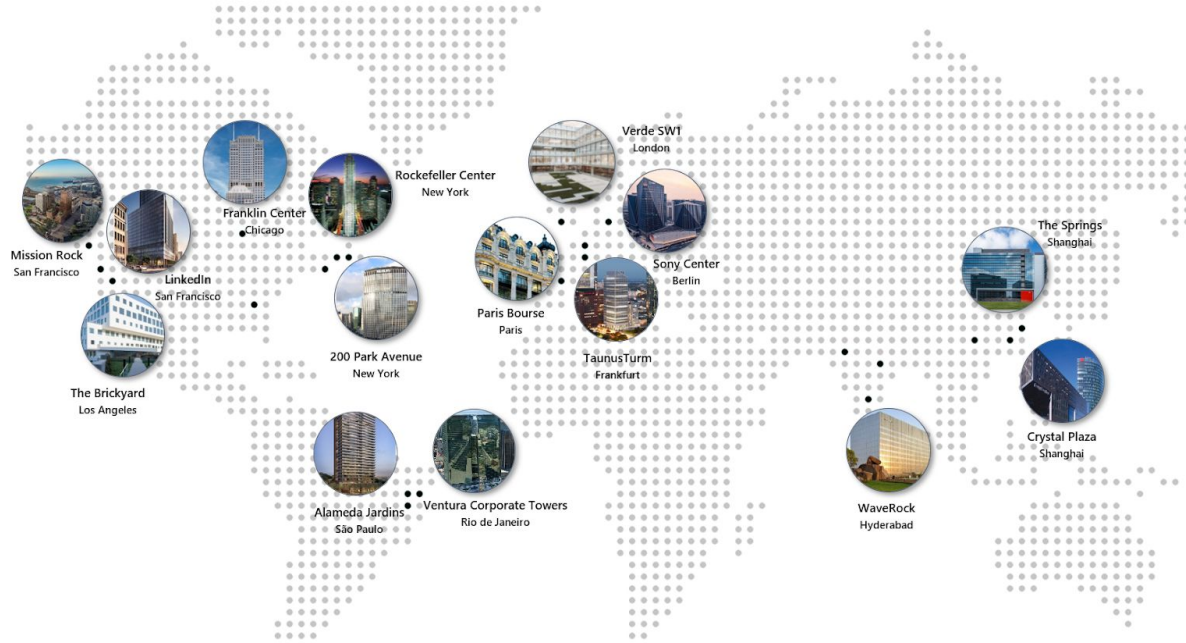 Verde SW1
London
Rockefeller Center
New York
Franklin Center
Chicago
Mission Rock
San Francisco
LinkedIn
San Francisco
The Springs
Shanghai
Sony Center
Berlin
Paris Bourse
Paris
TaunusTurm
Frankfurt
200 Park Avenue
New York
The Brickyard
Los Angeles
Crystal Plaza
Shanghai
Alameda Jardins
São Paulo
Ventura Corporate Towers
Rio de Janeiro
WaveRock
Hyderabad